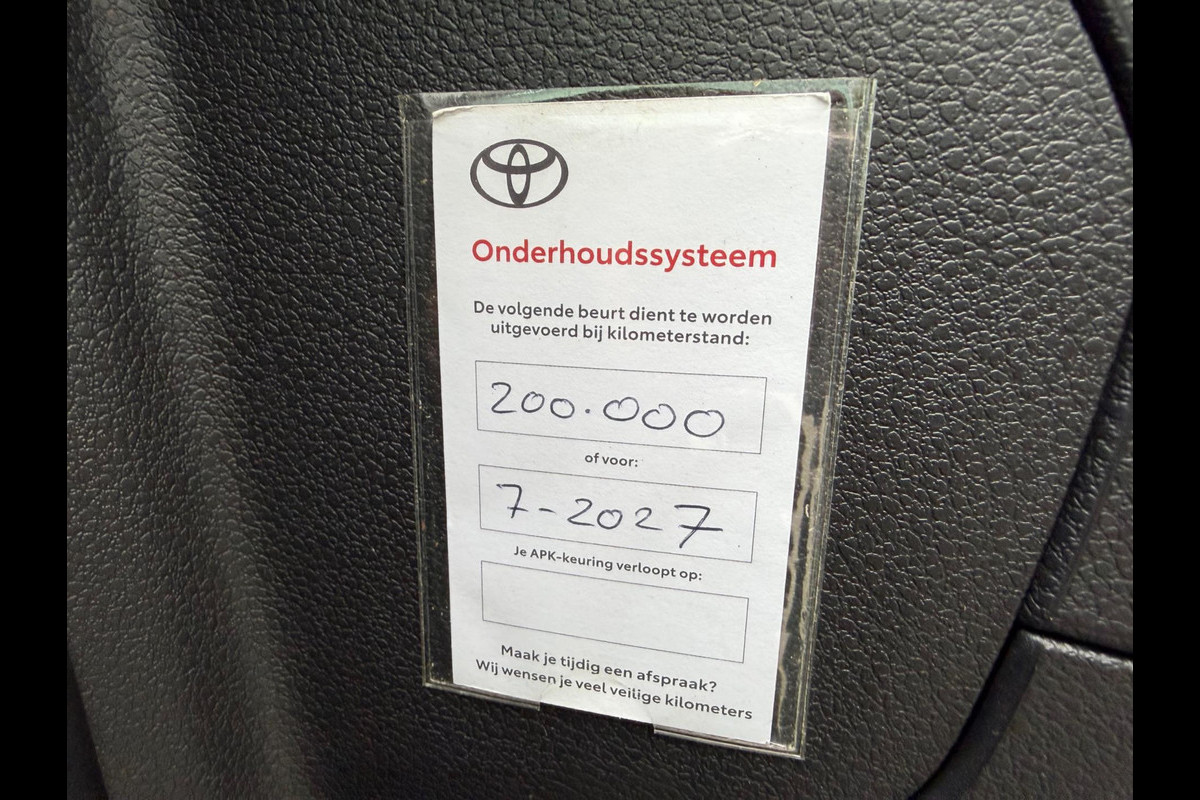 Onderhoudssysteem
De volgende beurt dient te worden
uitgevoerd bij kilometerstand:
200.000
of voor:
7-2027
Je APK-keuring verloopt op:
Maak je tijdig een afspraak?
Wij wensen je veel veilige kilometers